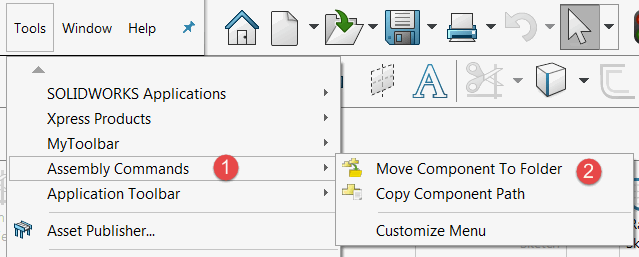 Tools Window Help
A
SOLIDWORKS Applications
Xpress Products
MyToolbar
Assembly Commands 1
Move Component To Folder 2
Application Toolbar
Copy Component Path
Asset Publisher...
Customize Menu